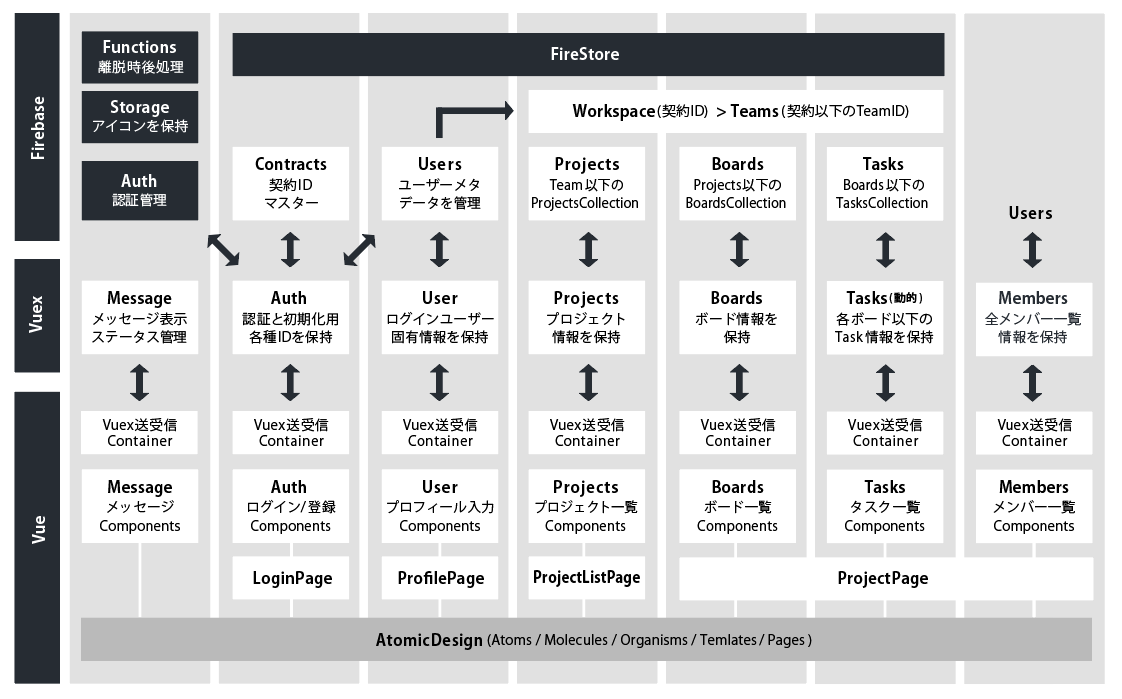 Firebase
Functions
離脱時後処理
Storage
アイコンを保持
Auth
認証管理
FireStore
Workspace(契約ID) > Teams (契約以下のTeamID)
Contracts
契約ID
マスター
Users
ユーザーメタ
データを管理
Projects
Team以下の
ProjectsCollection
Boards
Projects以下の
BoardsCollection
Tasks
Boards以下の
TasksCollection
Users
Vuex
Message
メッセージ表示
ステータス管理
Auth
認証と初期化用
各種IDを保持
User
ログインユーザー
固有情報を保持
Projects
プロジェクト
情報を保持
Boards
ボード情報を
保持
Tasks(動的)
各ボード以下の
Task情報を保持
Members
全メンバー一覧
情報を保持
Vue
Vuex送受信
Container
Vuex送受信
Container
Vuex送受信
Container
Vuex送受信
Container
Vuex送受信
Container
Vuex送受信
Container
Vuex送受信
Container
Message
メッセージ
Components
Auth
ログイン/登録
Components
User
プロフィール入力
Components
Projects
プロジェクト一覧
Components
Boards
ボード一覧
Components
Tasks
タスク一覧
Components
Members
メンバー一覧
Components
LoginPage
ProfilePage
ProjectListPage
ProjectPage
AtomicDesign (Atoms / Molecules / Organisms / Temlates / Pages )